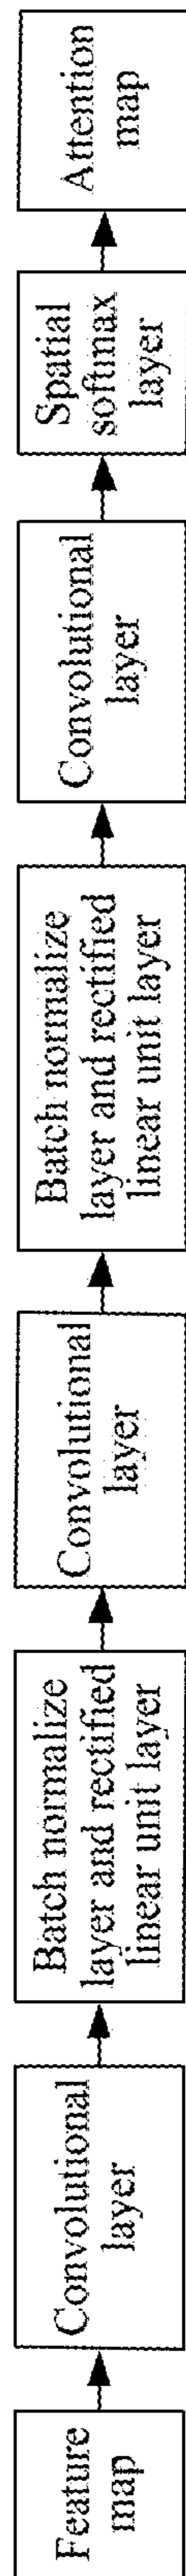 Feature
map
Convolutional
layer
Batch normalize
layer and rectified
linear unit layer
Convolutional
layer
Batch normalize
layer and rectified
linear unit layer
Convolutional
layer
Spatial
softmax
layer
Attention
map